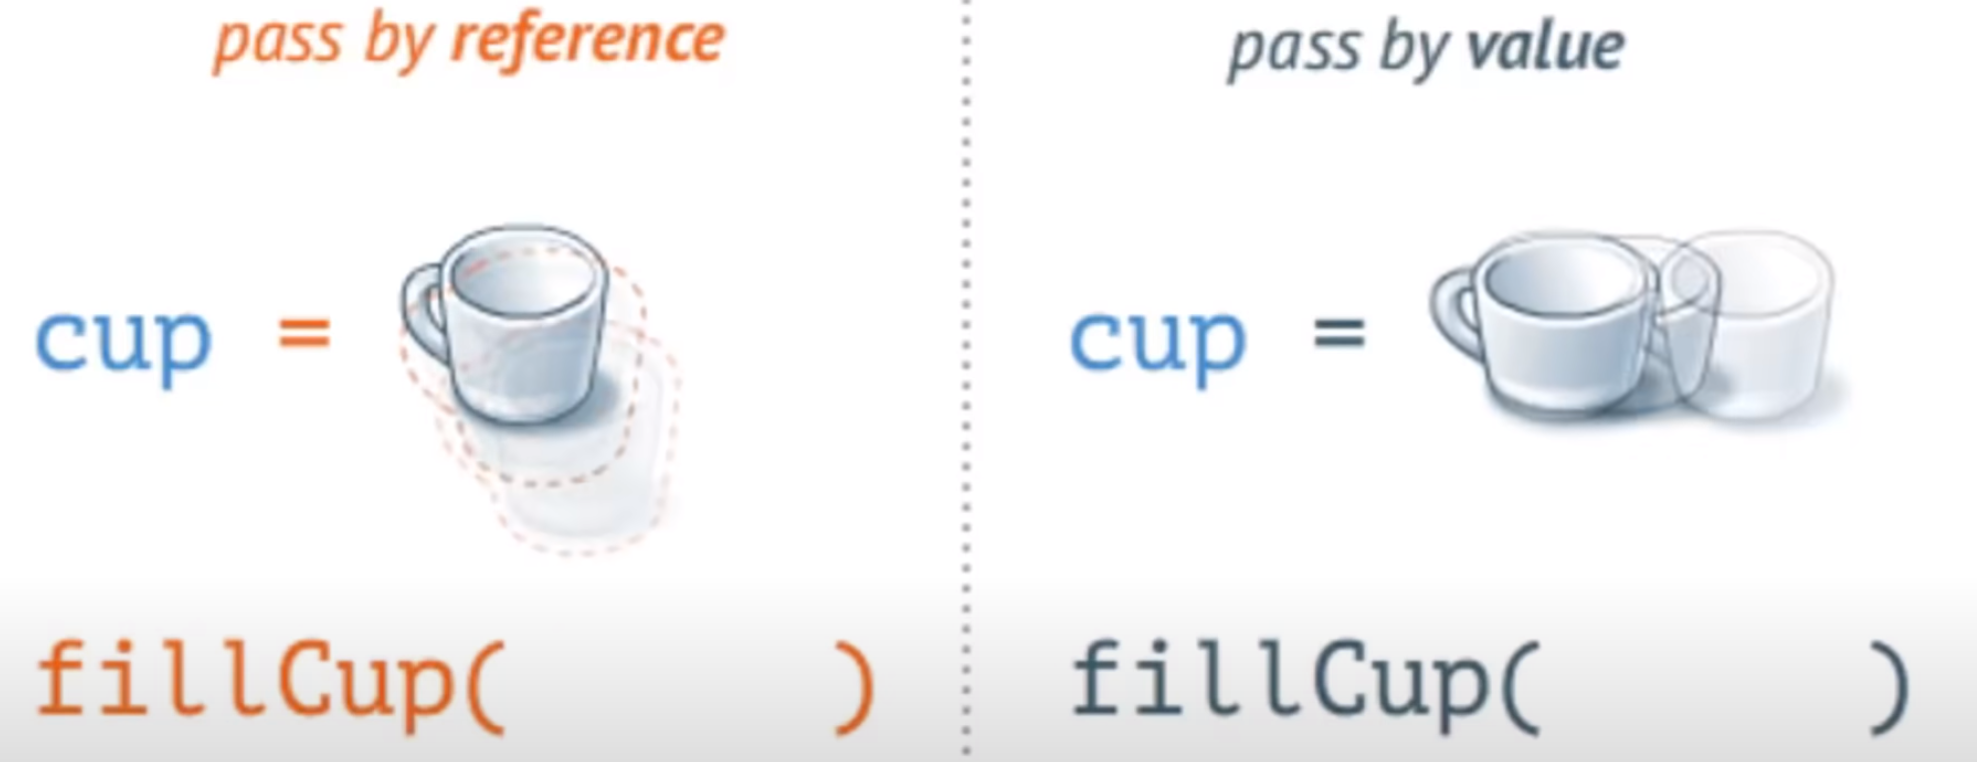 pass by reference
cup =
fillCup( )
pass by value
cup =
fillCup( )